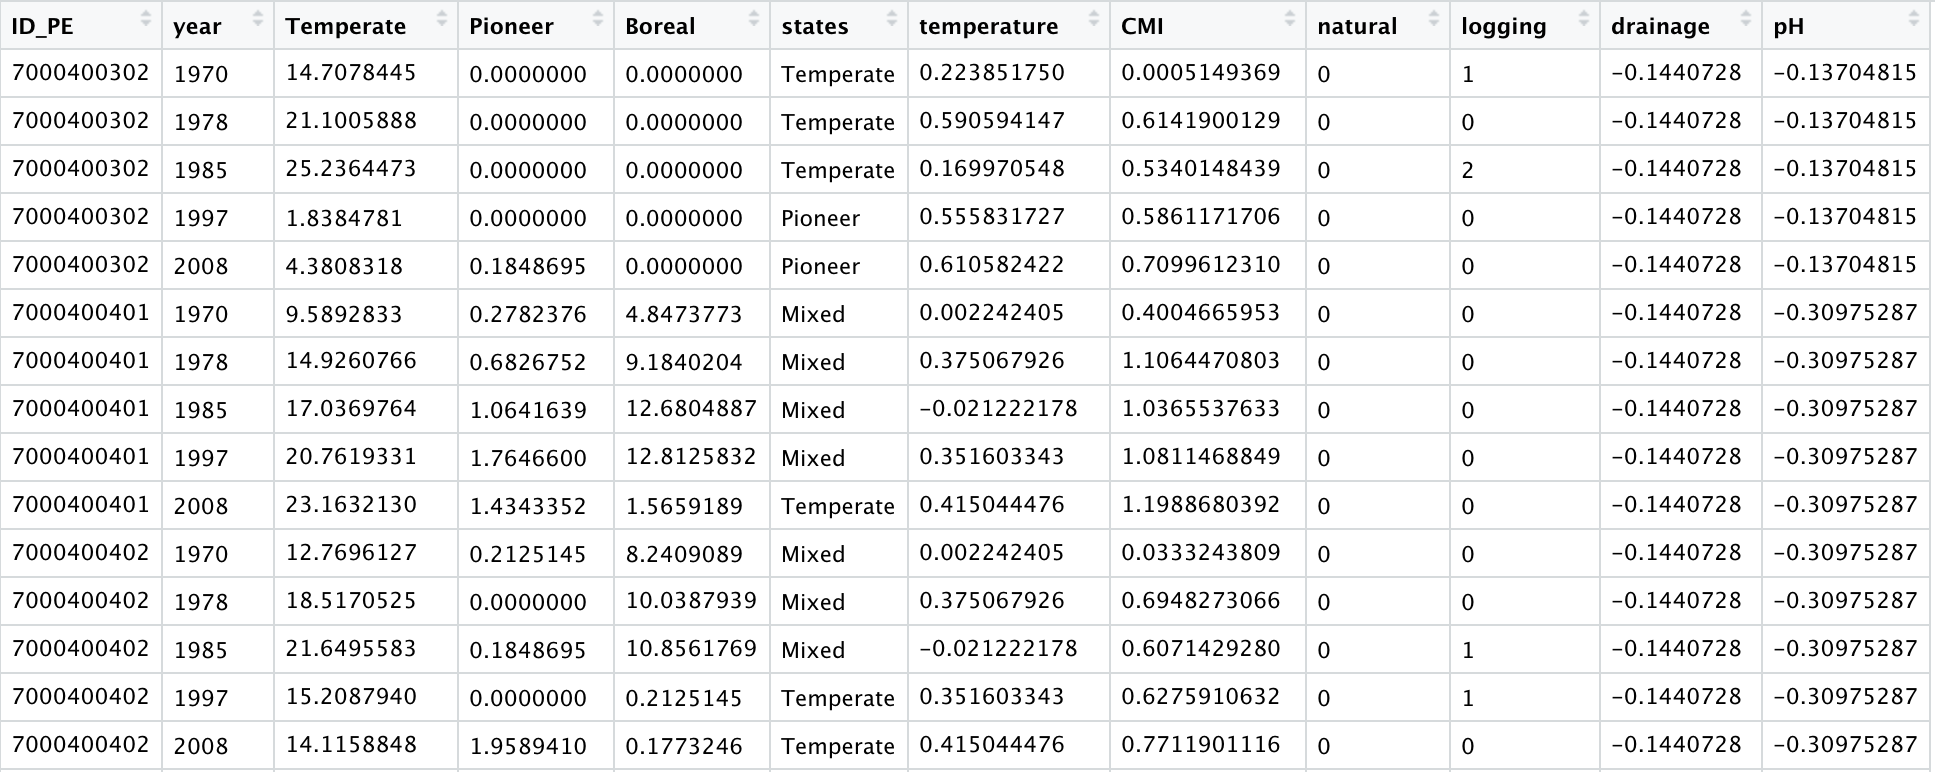 ID_PE year Temperate Pioneer Boreal states temperature CMI natural logging drainage pH
7000400302 1970 14.7078445 0.0000000 0.0000000 Temperate 0.223851750 0.0005149369 0 1 -0.1440728 -0.13704815
7000400302 1978 21.1005888 0.0000000 0.0000000 Temperate 0.590594147 0.6141900129 0 0 -0.1440728 -0.13704815
7000400302 1985 25.2364473 0.0000000 0.0000000 Temperate 0.169970548 0.5340148439 0 2 -0.1440728 -0.13704815
7000400302 1997 1.8384781 0.0000000 0.0000000 Pioneer 0.555831727 0.5861171706 0 0 -0.1440728 -0.13704815
7000400302 2008 4.3808318 0.1848695 0.0000000 Pioneer 0.610582422 0.7099612310 0 0 -0.1440728 -0.13704815
7000400401 1970 9.5892833 0.2782376 4.8473773 Mixed 0.002242405 0.4004665953 0 0 -0.1440728 -0.30975287
7000400401 1978 14.9260766 0.6826752 9.1840204 Mixed 0.375067926 1.1064470803 0 0 -0.1440728 -0.30975287
7000400401 1985 17.0369764 1.0641639 12.6804887 Mixed -0.021222178 1.0365537633 0 0 -0.1440728 -0.30975287
7000400401 1997 20.7619331 1.7646600 12.8125832 Mixed 0.351603343 1.0811468849 0 0 -0.1440728 -0.30975287
7000400401 2008 23.1632130 1.4343352 1.5659189 Temperate 0.415044476 1.1988680392 0 0 -0.1440728 -0.30975287
7000400402 1970 12.7696127 0.2125145 8.2409089 Mixed 0.002242405 0.0333243809 0 0 -0.1440728 -0.30975287
7000400402 1978 18.5170525 0.0000000 10.0387939 Mixed 0.375067926 0.6948273066 0 0 -0.1440728 -0.30975287
7000400402 1985 21.6495583 0.1848695 10.8561769 Mixed -0.021222178 0.6071429280 0 1 -0.1440728 -0.30975287
7000400402 1997 15.2087940 0.0000000 0.2125145 Temperate 0.351603343 0.6275910632 0 1 -0.1440728 -0.30975287
7000400402 2008 14.1158848 1.9589410 0.1773246 Temperate 0.415044476 0.7711901116 0 0 -0.1440728 -0.30975287